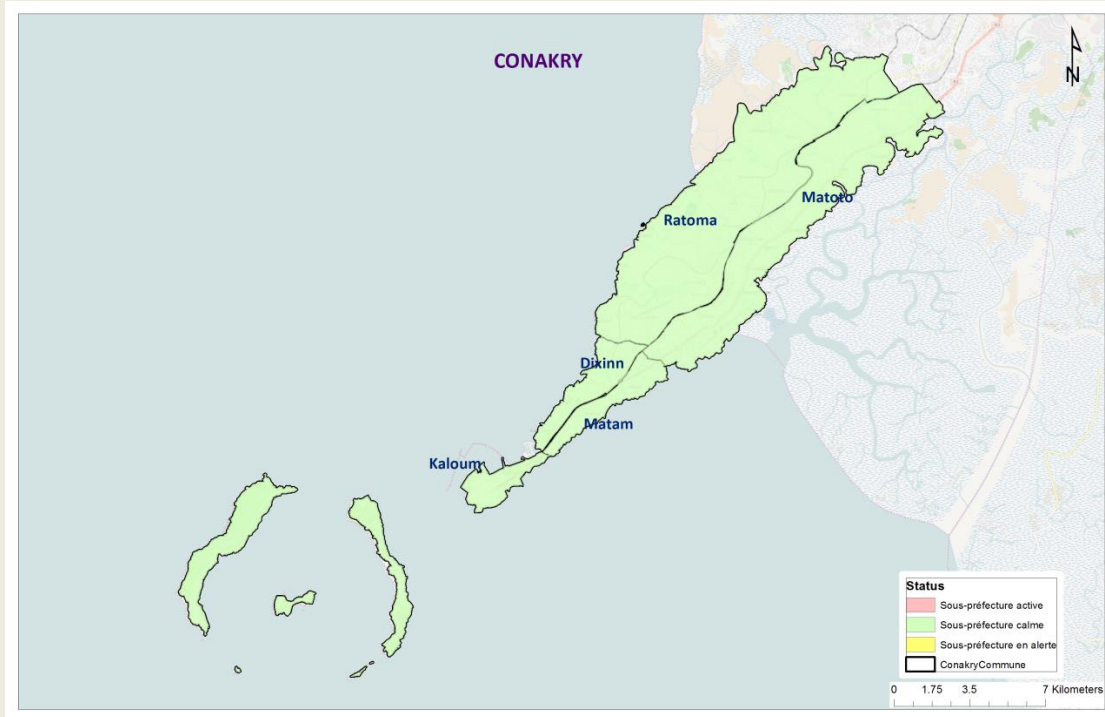 CONAKRY
N
Matoto
Ratoma
Dixinn
Matam
Kaloum
Status
Sous-préfecture active
Sous-préfecture calme
Sous-préfecture en alerte
ConakryCommune
0 1.75 3.5 7 Kilometers